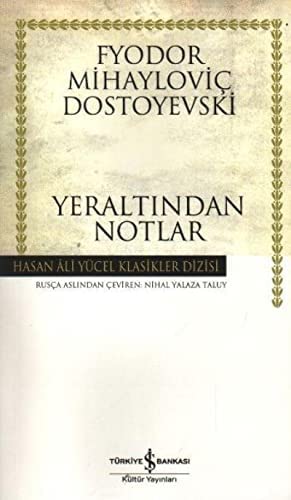 FYODOR
MİHAYLOVİÇ
DOSTOYEVSKİ
YERALTINDAN
NOTLAR
HASAN ÂLİ YÜCEL KLASİKLER DİZİSİ
RUSÇA ASLINDAN ÇEVİREN: NİHAL YALAZA TALUY
TÜRKİYE İŞ BANKASI
Kültür Yayınları